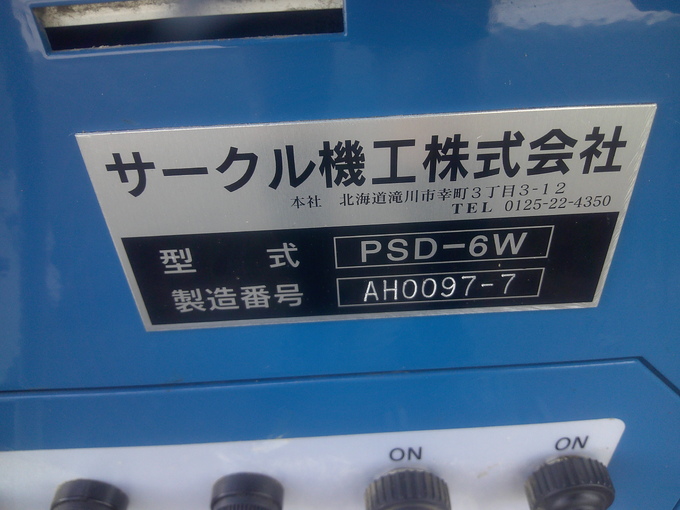 サークル機工株式会社
本社 北海道滝川市幸町3丁目3-12
TEL 0125-22-4350
型式 PSD-6W
製造番号 AH0097-7
ON ON